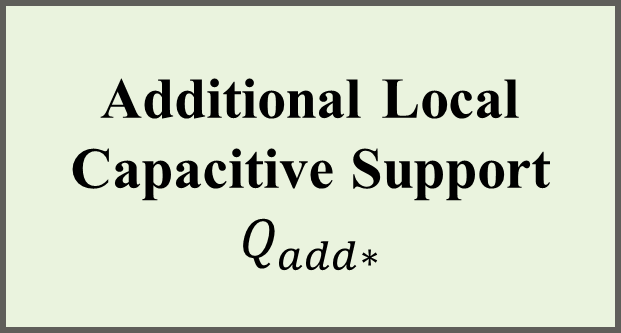 Additional Local
Capacitive Support
Q_{add*}